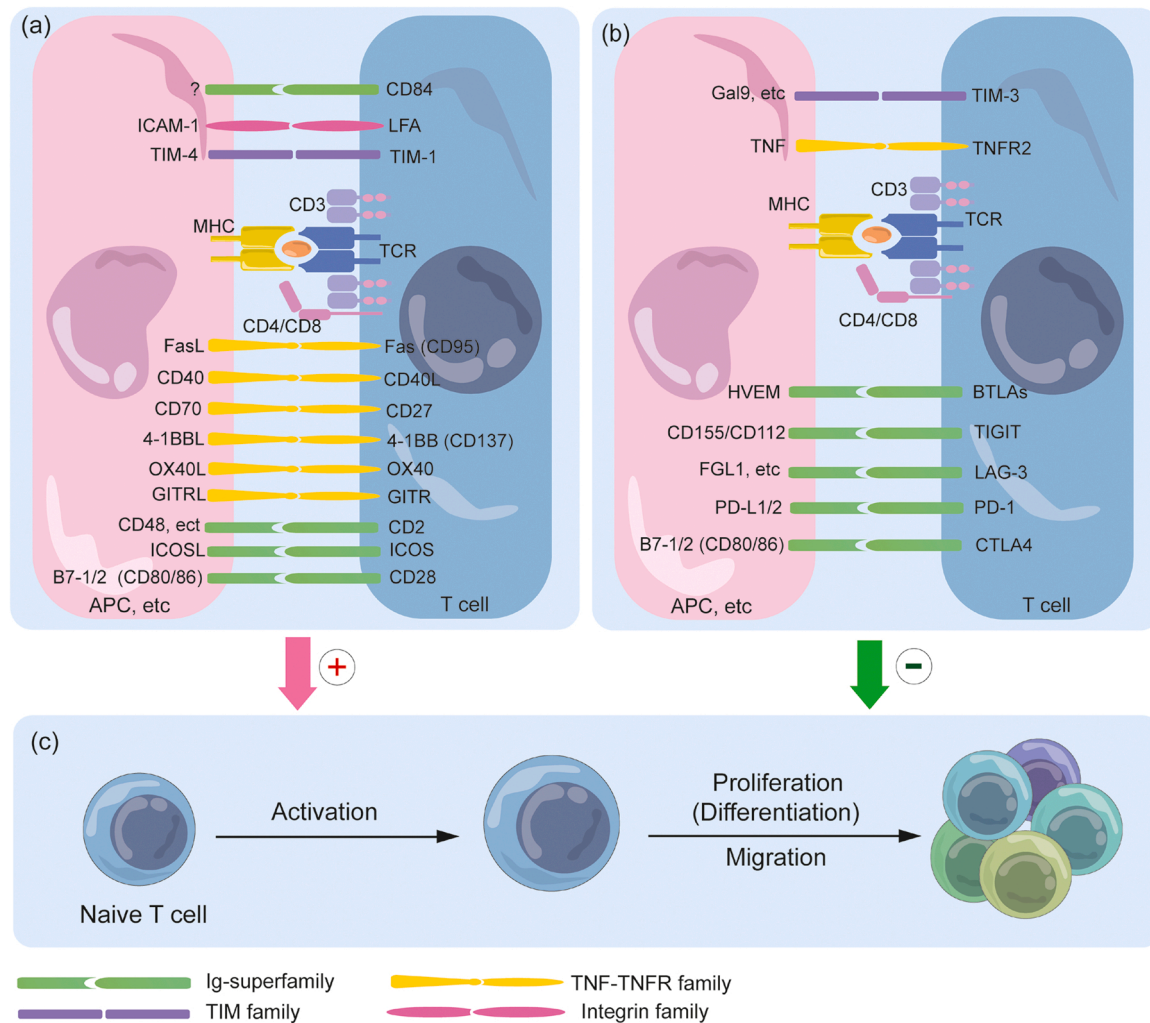 (a)
? CD84
ICAM-1 LFA
TIM-4 TIM-1
CD3
MHC
TCR
CD4/CD8
FasL Fas (CD95)
CD40 CD40L
CD70 CD27
4-1BBL 4-1BB (CD137)
OX40L OX40
GITRL GITR
CD48, ect CD2
ICOSL ICOS
B7-1/2 (CD80/86) CD28
APC, etc T cell
(b)
Gal9, etc TIM-3
TNF TNFR2
CD3
MHC TCR
CD4/CD8
HVEM BTLAs
CD155/CD112 TIGIT
FGL1, etc LAG-3
PD-L1/2 PD-1
B7-1/2 (CD80/86) CTLA4
APC, etc T cell
+
-
(c)
Activation
Proliferation
(Differentiation)
Migration
Naive T cell
Ig-superfamily TNF-TNFR family
TIM family Integrin family